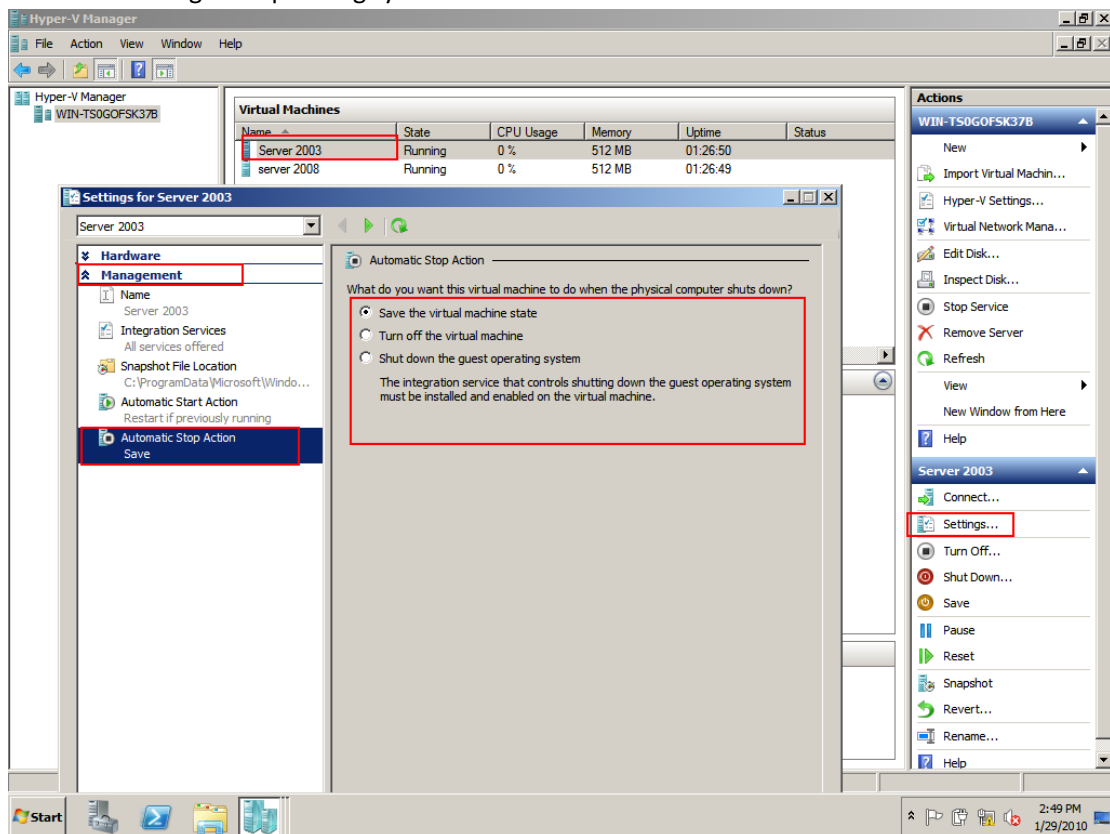 Hyper-V Manager
File Action View Window Help
Hyper-V Manager
WIN-TS0GOFSK37B
Virtual Machines
Name State CPU Usage Memory Uptime Status
Server 2003 Running 0 % 512 MB 01:26:50
server 2008 Running 0 % 512 MB 01:26:49
Settings for Server 2003
Server 2003
Hardware
Management
Name
Server 2003
Integration Services
All services offered
Snapshot File Location
C:\ProgramData\Microsoft\Windo...
Automatic Start Action
Restart if previously running
Automatic Stop Action
Save
Automatic Stop Action
What do you want this virtual machine to do when the physical computer shuts down?
Save the virtual machine state
Turn off the virtual machine
Shut down the guest operating system
The integration service that controls shutting down the guest operating system
must be installed and enabled on the virtual machine.
Actions
WIN-TS0GOFSK37B
New
Import Virtual Machin...
Hyper-V Settings...
Virtual Network Mana...
Edit Disk...
Inspect Disk...
Stop Service
Remove Server
Refresh
View
New Window from Here
Help
Server 2003
Connect...
Settings...
Turn Off...
Shut Down...
Save
Pause
Reset
Snapshot
Revert...
Rename...
Help
Start
2:49 PM
1/29/2010